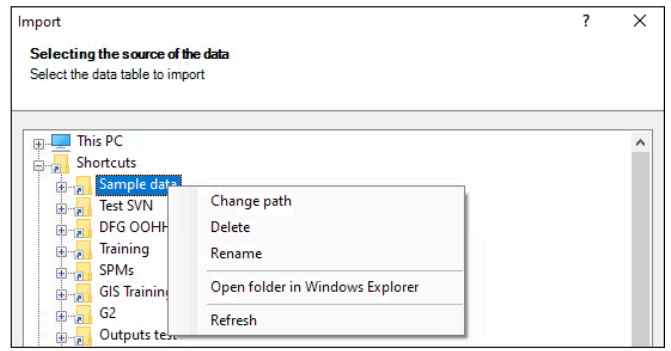 Import ? ×
Selecting the source of the data
Select the data table to import
This PC
Shortcuts
Sample data
Test SVN
DFG OOHH
Training
SPMs
GIS Training
G2
Outputs test
Change path
Delete
Rename
Open folder in Windows Explorer
Refresh